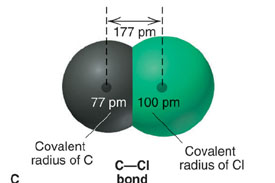 177 pm
77 pm
100 pm
Covalent
radius of C
Covalent
radius of Cl
C—Cl
bond
C